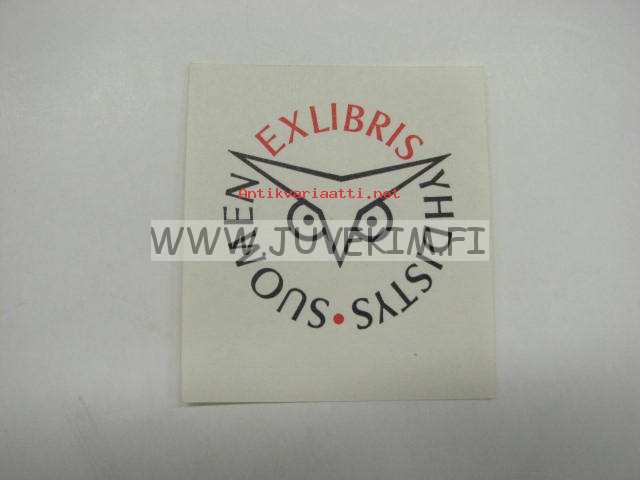 EXLIBRIS
SUOMEN
YHDISTYS
Antikvariaatti.net
WWW.JUVEKIM.FI